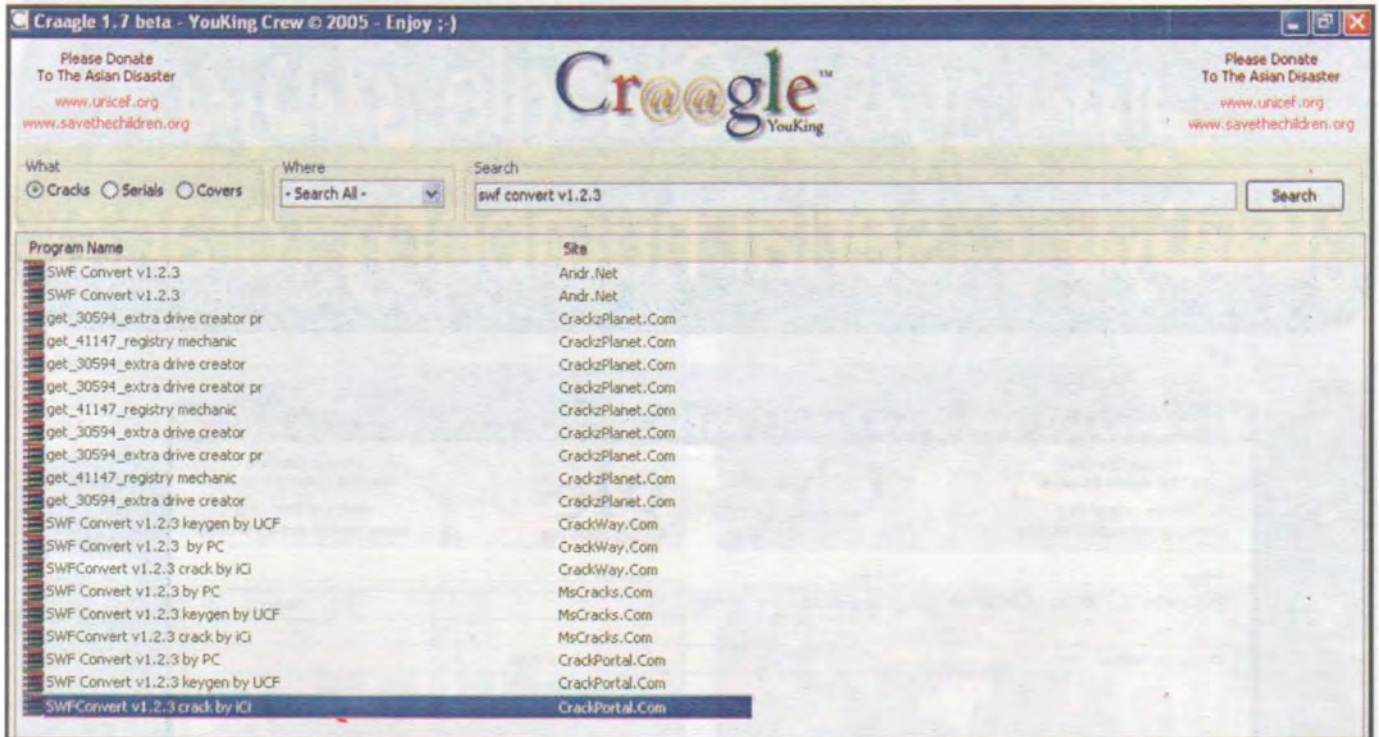 Craagle 1.7 beta - YouKing Crew © 2005 - Enjoy ;-)
Please Donate
To The Asian Disaster
www.unicef.org
www.savethechildren.org
Cr@@gle™
YouKing
Please Donate
To The Asian Disaster
www.unicef.org
www.savethechildren.org
What
Cracks Serials Covers
Where
- Search All -
Search
swf convert v1.2.3
Search
Program Name Site
SWF Convert v1.2.3 Andr.Net
SWF Convert v1.2.3 Andr.Net
get_30594_extra drive creator pr CrackzPlanet.Com
get_41147_registry mechanic CrackzPlanet.Com
get_30594_extra drive creator CrackzPlanet.Com
get_30594_extra drive creator pr CrackzPlanet.Com
get_41147_registry mechanic CrackzPlanet.Com
get_30594_extra drive creator CrackzPlanet.Com
get_30594_extra drive creator pr CrackzPlanet.Com
get_41147_registry mechanic CrackzPlanet.Com
get_30594_extra drive creator CrackzPlanet.Com
SWF Convert v1.2.3 keygen by UCF CrackWay.Com
SWF Convert v1.2.3 by PC CrackWay.Com
SWFConvert v1.2.3 crack by iCi CrackWay.Com
SWF Convert v1.2.3 by PC MsCracks.Com
SWF Convert v1.2.3 keygen by UCF MsCracks.Com
SWFConvert v1.2.3 crack by iCi MsCracks.Com
SWF Convert v1.2.3 by PC CrackPortal.Com
SWF Convert v1.2.3 keygen by UCF CrackPortal.Com
SWFConvert v1.2.3 crack by iCi CrackPortal.Com